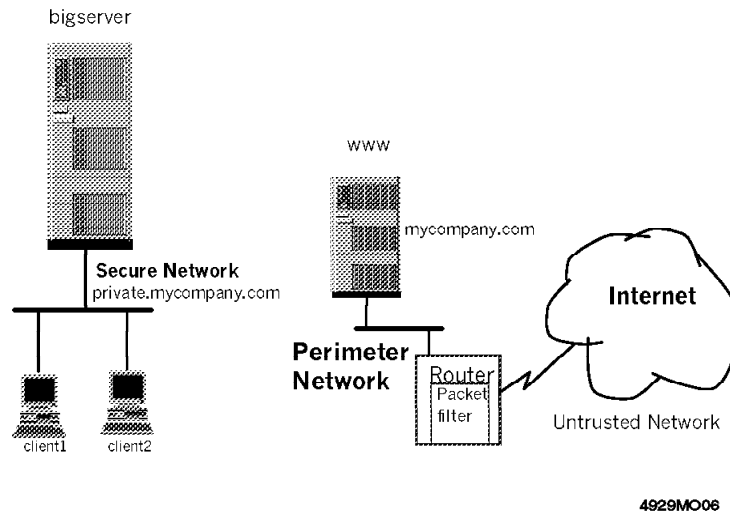 bigserver
www
mycompany.com
Secure Network
private.mycompany.com
Internet
Perimeter
Network
Router
Packet
filter
Untrusted Network
client1
client2
4929MO06